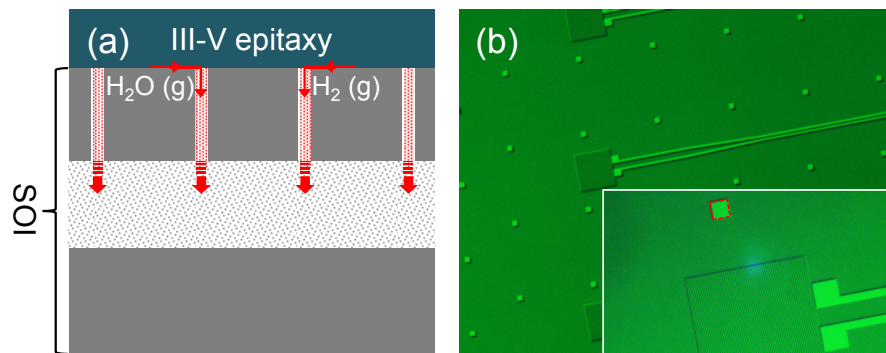 (a)
III-V epitaxy
H₂O (g)
H₂ (g)
SOI
(b)